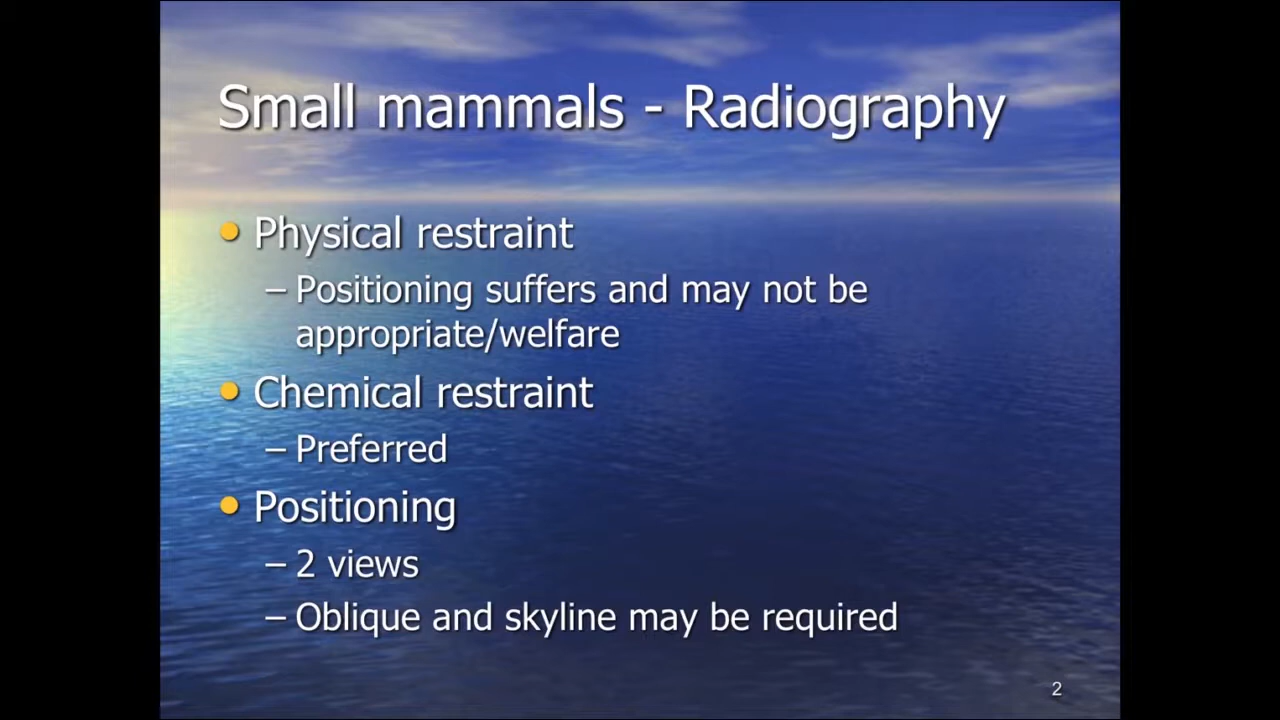 Small mammals - Radiography
• Physical restraint
– Positioning suffers and may not be
appropriate/welfare
• Chemical restraint
– Preferred
• Positioning
– 2 views
– Oblique and skyline may be required
2